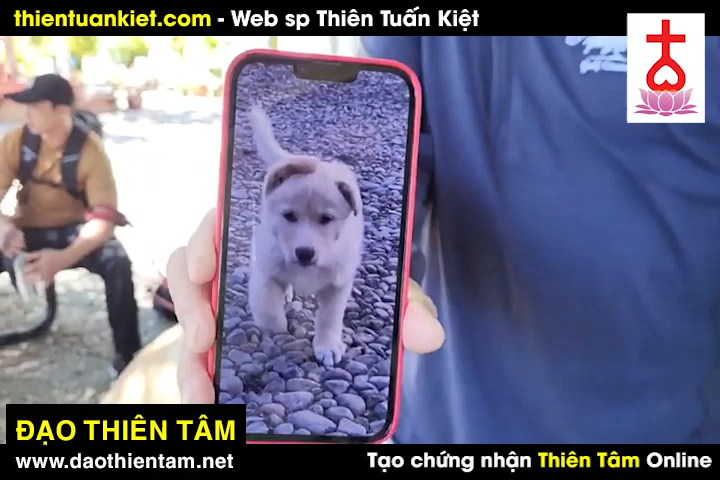 thientuankiet.com - Web sp Thiên Tuấn Kiệt
ĐẠO THIÊN TÂM
www.daothientam.net
Tạo chứng nhận Thiên Tâm Online